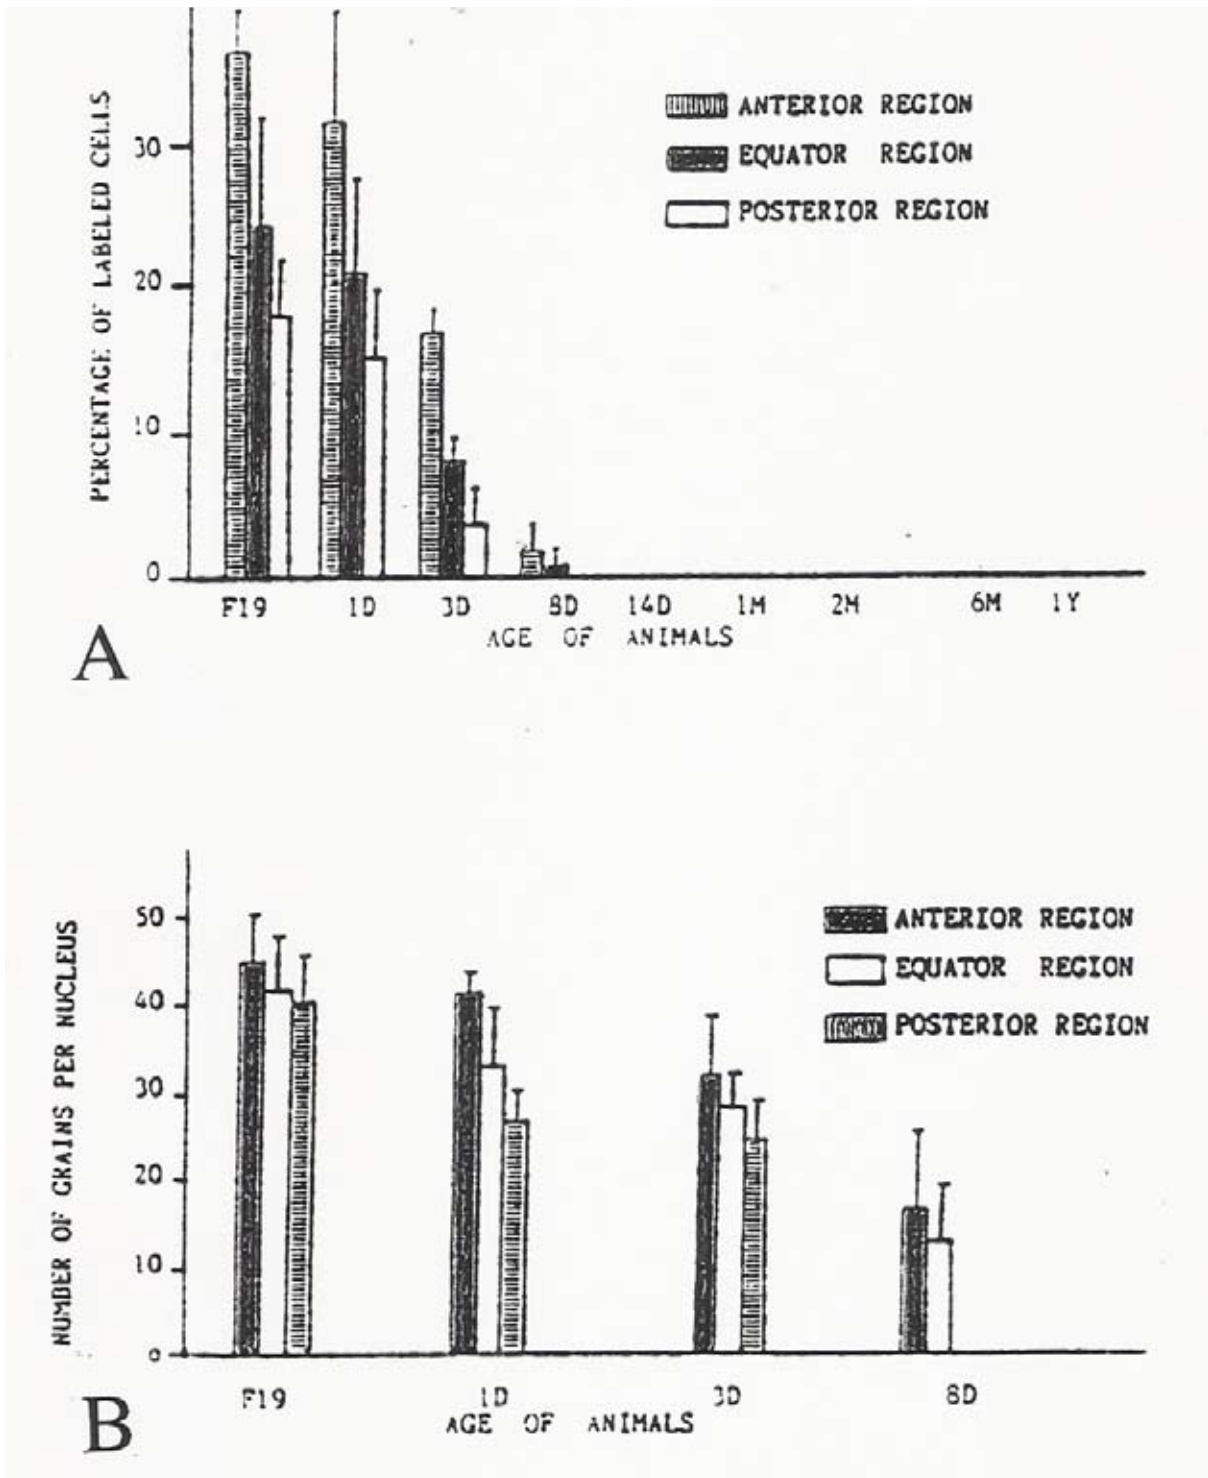 PERCENTAGE OF LABELED CELLS
30
20
10
0
ANTERIOR REGION
EQUATOR REGION
POSTERIOR REGION
F19 1D 3D 8D 14D 1M 2M 6M 1Y
AGE OF ANIMALS
A
NUMBER OF GRAINS PER NUCLEUS
50
40
30
20
10
0
ANTERIOR REGION
EQUATOR REGION
POSTERIOR REGION
F19 1D 3D 8D
AGE OF ANIMALS
B